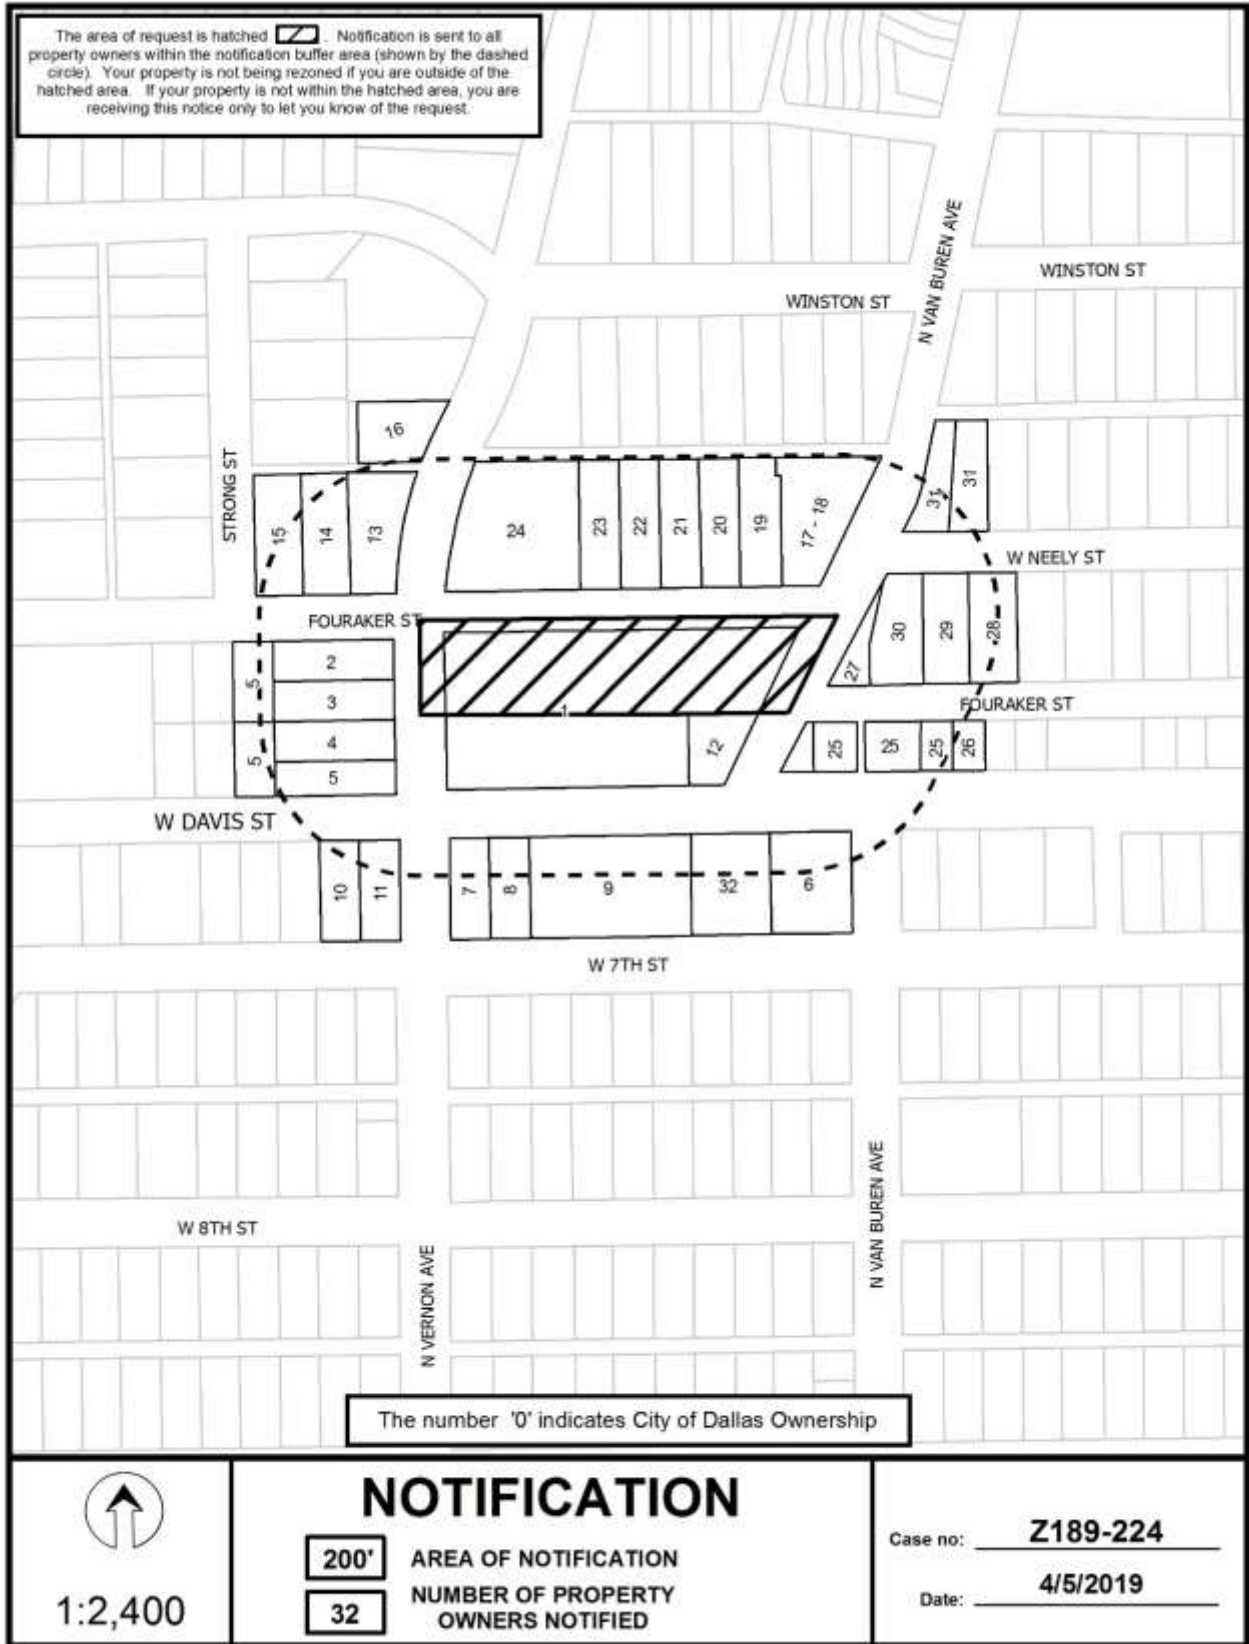 The area of request is hatched . Notification is sent to all
property owners within the notification buffer area (shown by the dashed
circle). Your property is not being rezoned if you are outside of the
hatched area. If your property is not within the hatched area, you are
receiving this notice only to let you know of the request.
N VAN BUREN AVE
WINSTON ST
WINSTON ST
16
STRONG ST
15
14
13
24
23
22
21
20
19
17 - 18
31
31
W NEELY ST
FOURAKER ST
2
3
4
5
5
5
1
12
27
30
29
28
FOURAKER ST
25
25
25
26
W DAVIS ST
10
11
7
8
9
32
6
W 7TH ST
W 8TH ST
N VERNON AVE
N VAN BUREN AVE
The number '0' indicates City of Dallas Ownership
1:2,400
NOTIFICATION
200' AREA OF NOTIFICATION
32 NUMBER OF PROPERTY
OWNERS NOTIFIED
Case no: Z189-224
Date: 4/5/2019